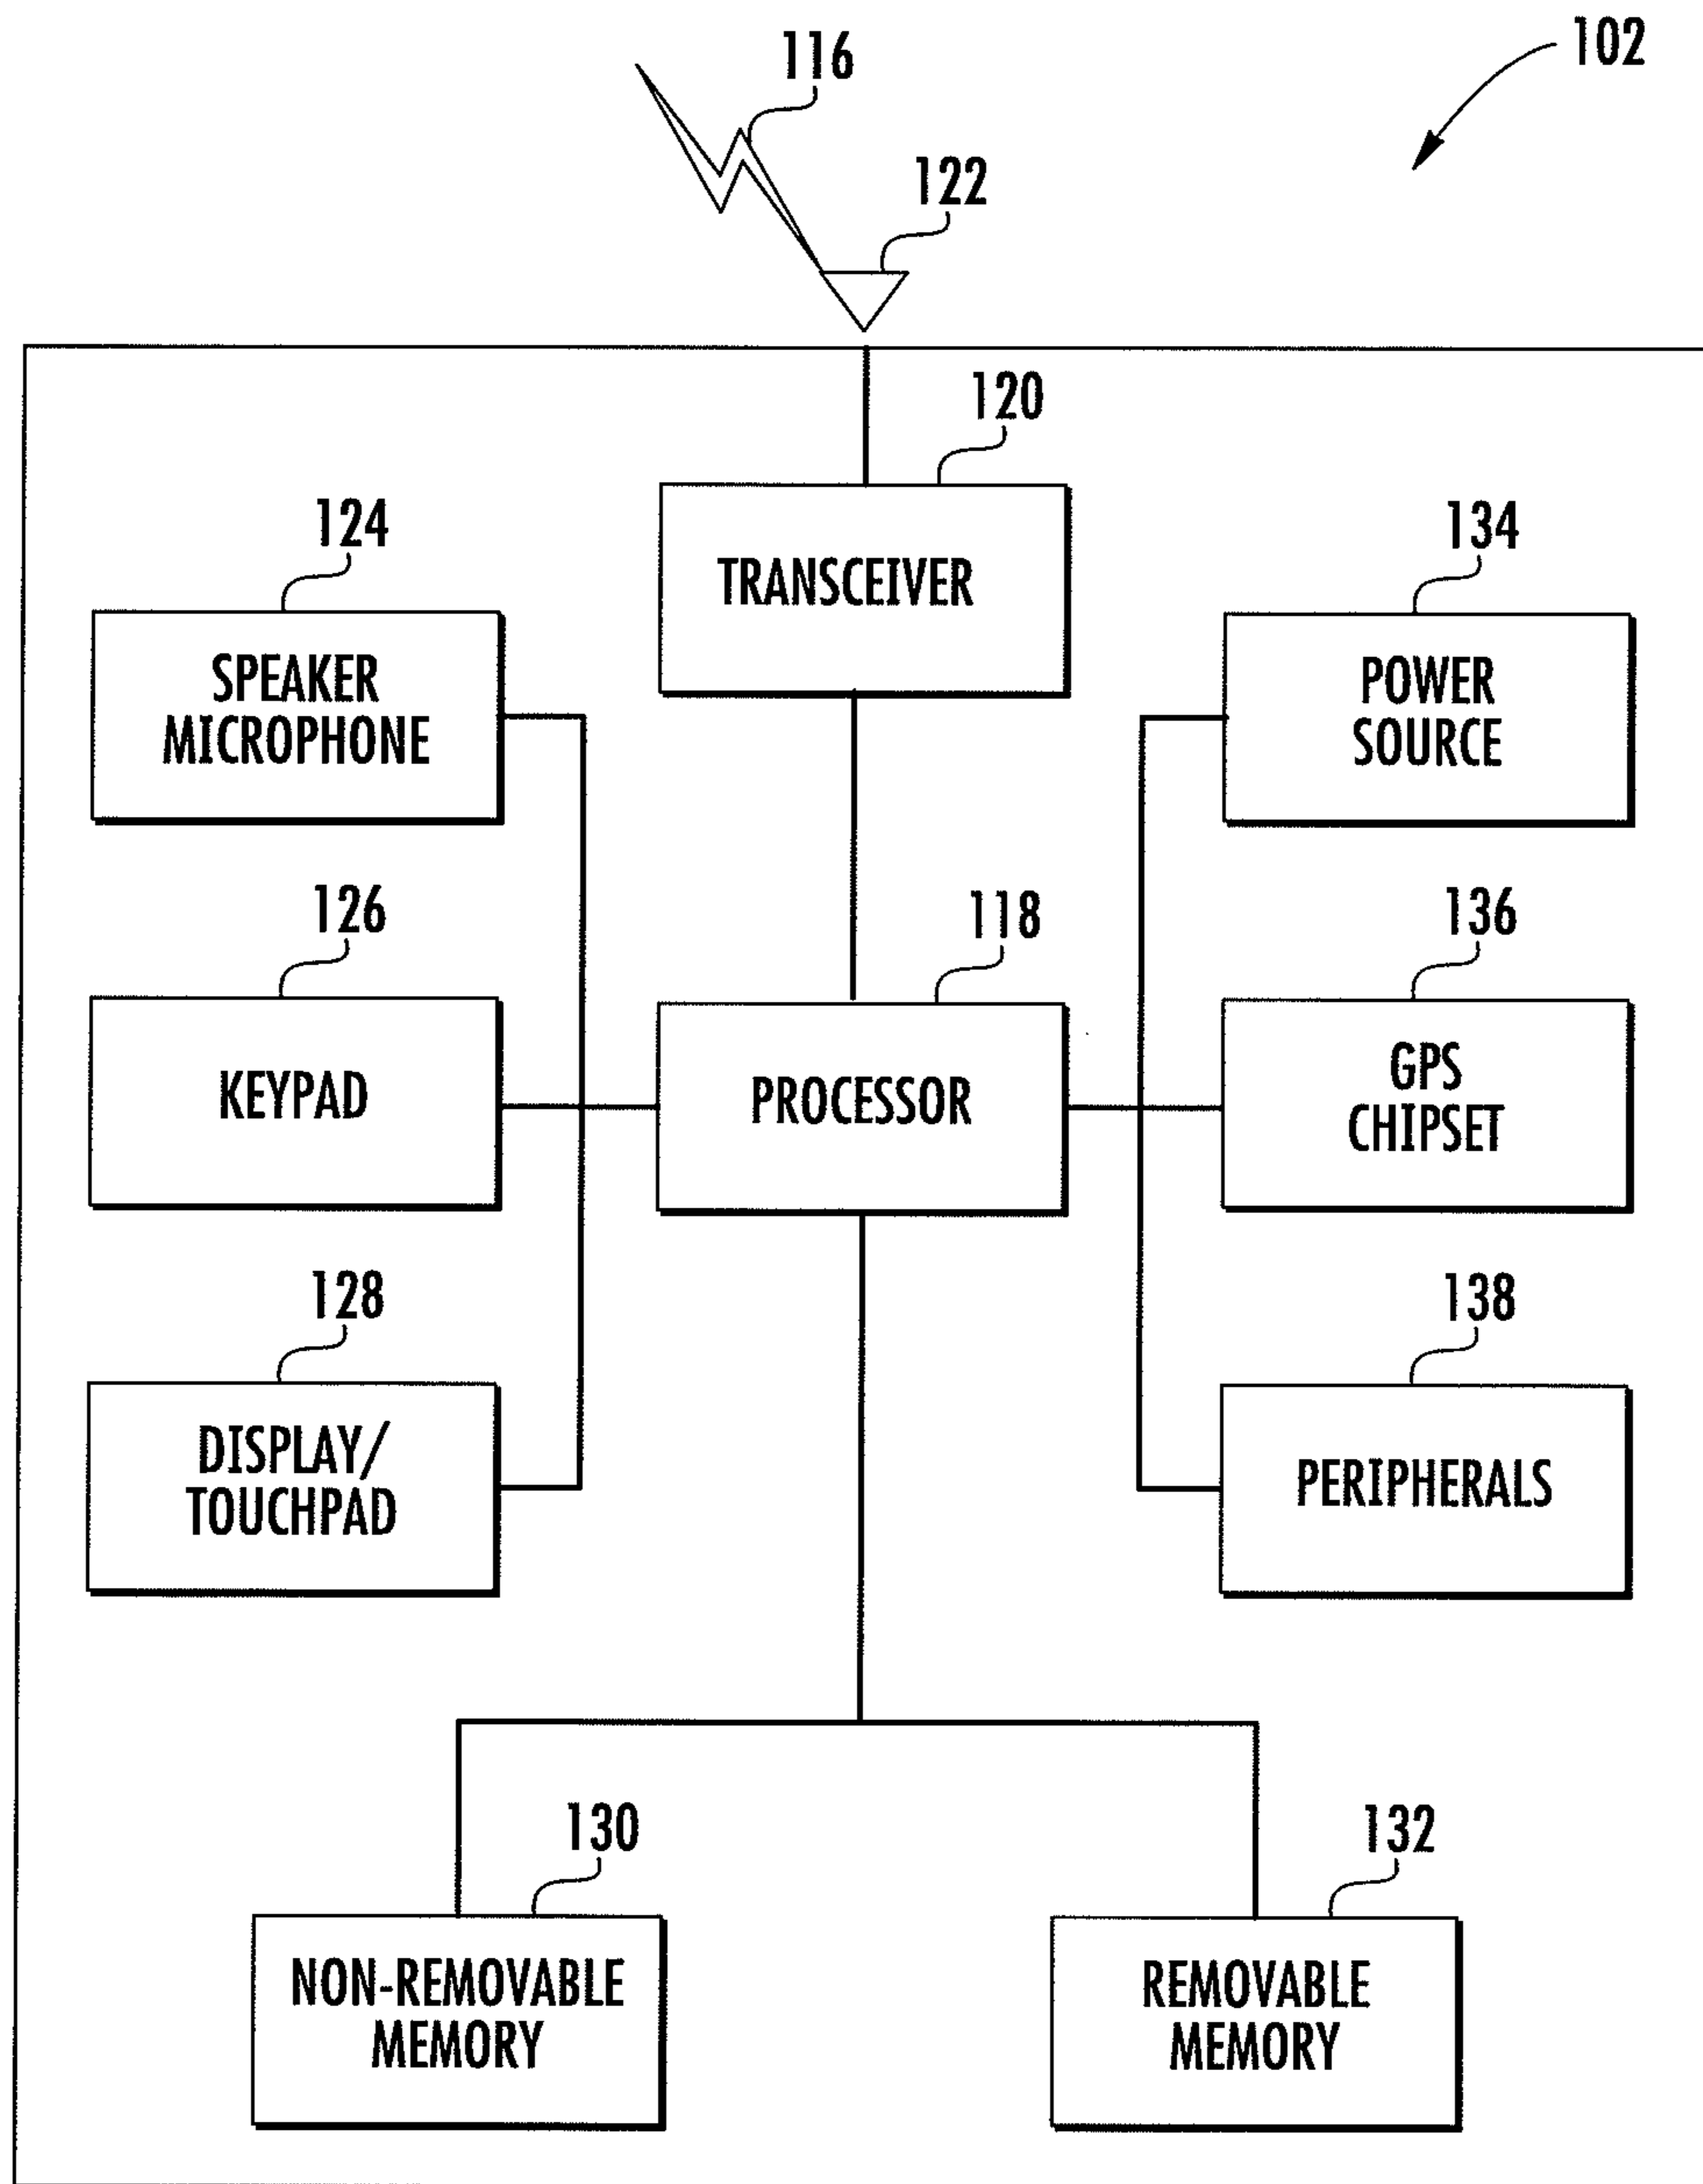 102
116
122
120
TRANSCEIVER
124
SPEAKER
MICROPHONE
134
POWER
SOURCE
126
KEYPAD
118
PROCESSOR
136
GPS
CHIPSET
128
DISPLAY/
TOUCHPAD
138
PERIPHERALS
130
NON-REMOVABLE
MEMORY
132
REMOVABLE
MEMORY